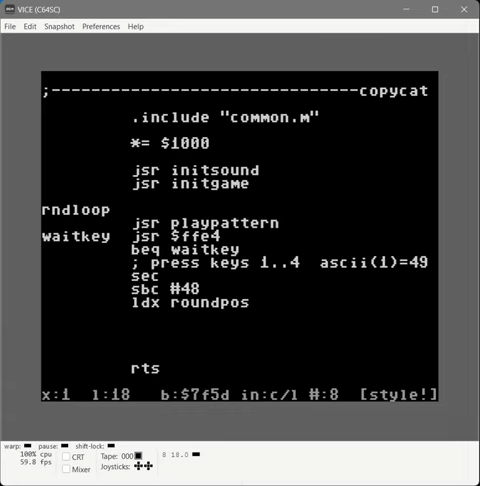 VICE (C64SC)
File Edit Snapshot Preferences Help
;-------------------------------copycat
.include "common.m"
*= $1000
jsr initsound
jsr initgame
rndloop
jsr playpattern
waitkey jsr $ffe4
beq waitkey
; press keys 1..4 ascii(1)=49
sec
sbc #48
ldx roundpos
rts
x:1 l:18 b:$7f5d in:c/l #:8 [style!]
warp: pause: shift-lock:
100% cpu
59.8 fps
CRT
Mixer
Tape: 000
Joysticks:
8 18.0